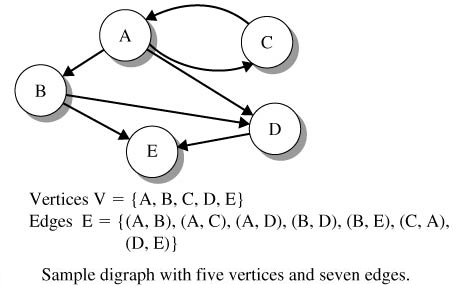 A
C
B
D
E
Vertices V = {A, B, C, D, E}
Edges E = {(A, B), (A, C), (A, D), (B, D), (B, E), (C, A),
(D, E)}
Sample digraph with five vertices and seven edges.